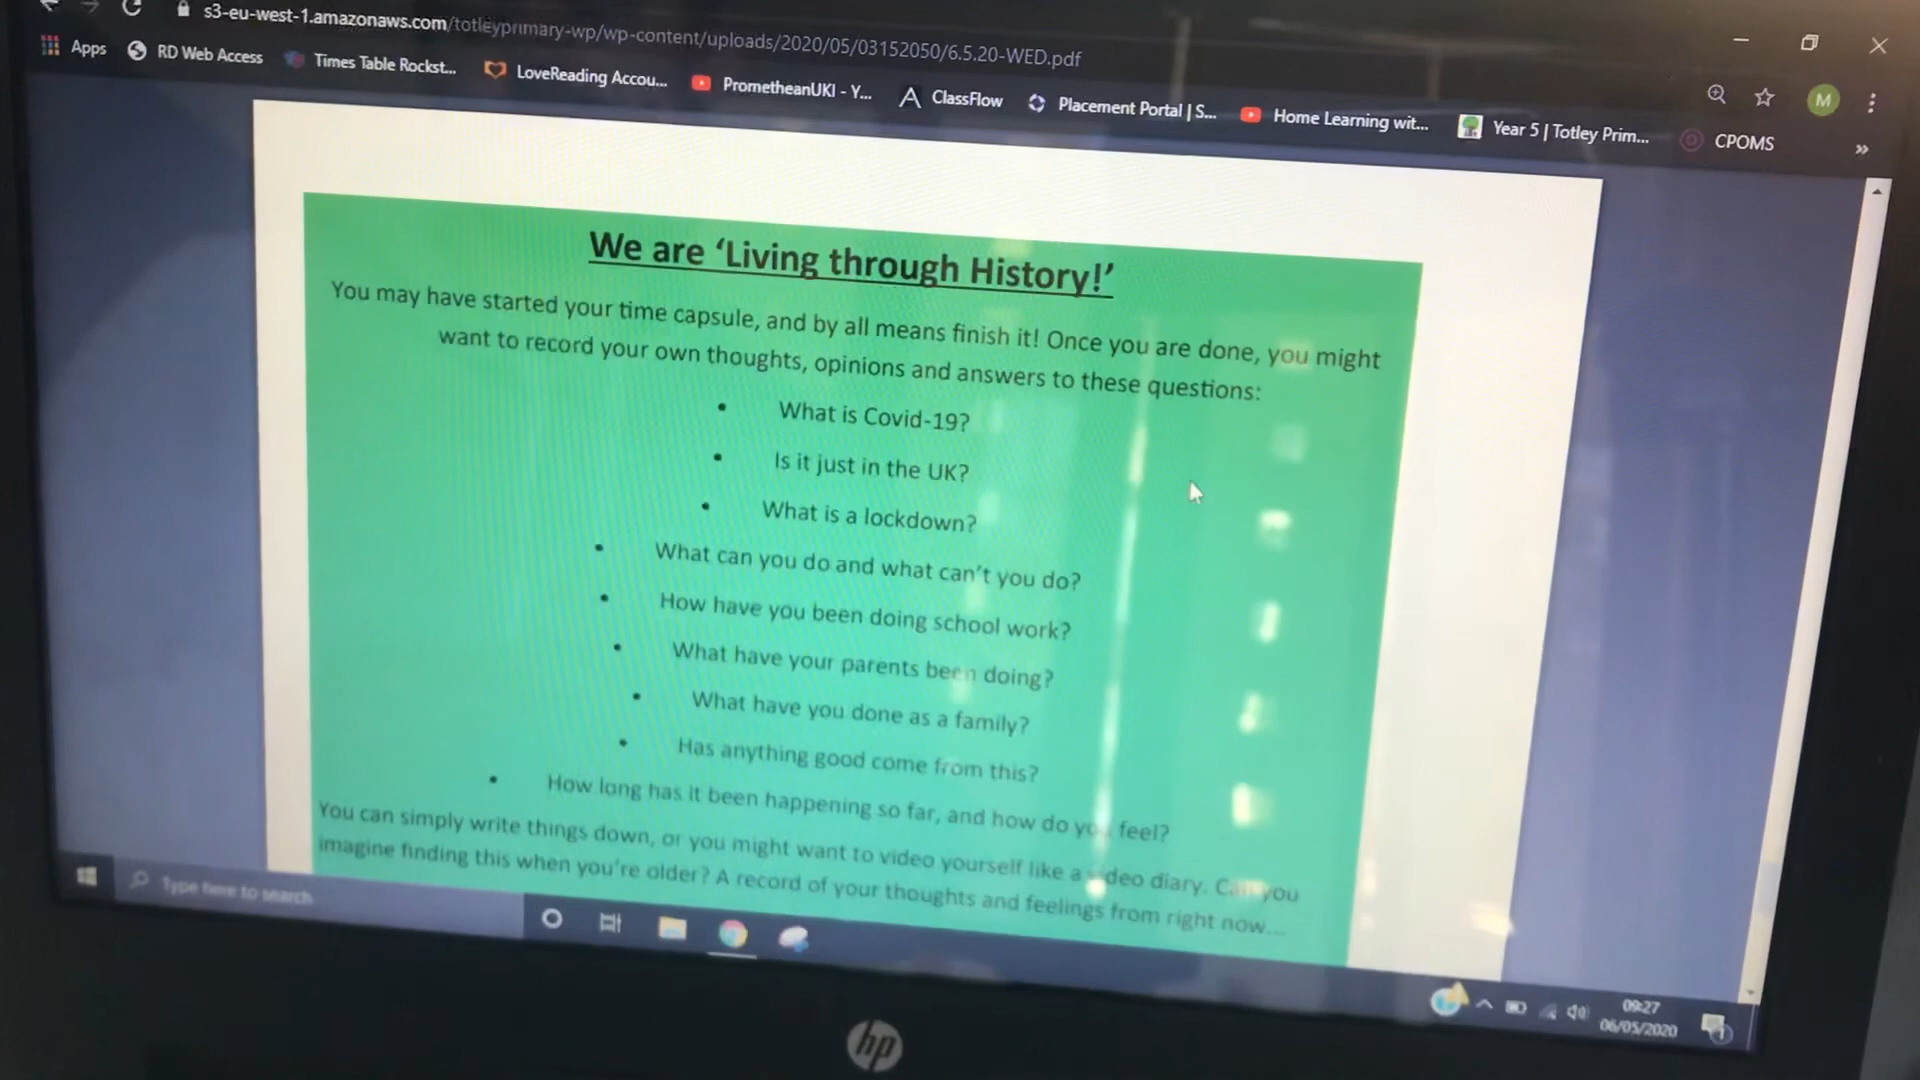 s3-eu-west-1.amazonaws.com/totleyprimary-wp/wp-content/uploads/2020/05/03152050/6.5.20-WED.pdf
Apps RD Web Access Times Table Rockst... LoveReading Accou... PrometheanUKI - Y... ClassFlow Placement Portal | S... Home Learning wit... Year 5 | Totley Prim... CPOMS »
M
We are ‘Living through History!’
You may have started your time capsule, and by all means finish it! Once you are done, you might
want to record your own thoughts, opinions and answers to these questions:
• What is Covid-19?
• Is it just in the UK?
• What is a lockdown?
• What can you do and what can’t you do?
• How have you been doing school work?
• What have your parents been doing?
• What have you done as a family?
• Has anything good come from this?
• How long has it been happening so far, and how do you feel?
You can simply write things down, or you might want to video yourself like a video diary. Can you
imagine finding this when you’re older? A record of your thoughts and feelings from right now...
Type here to search
09:27
06/05/2020
1
hp